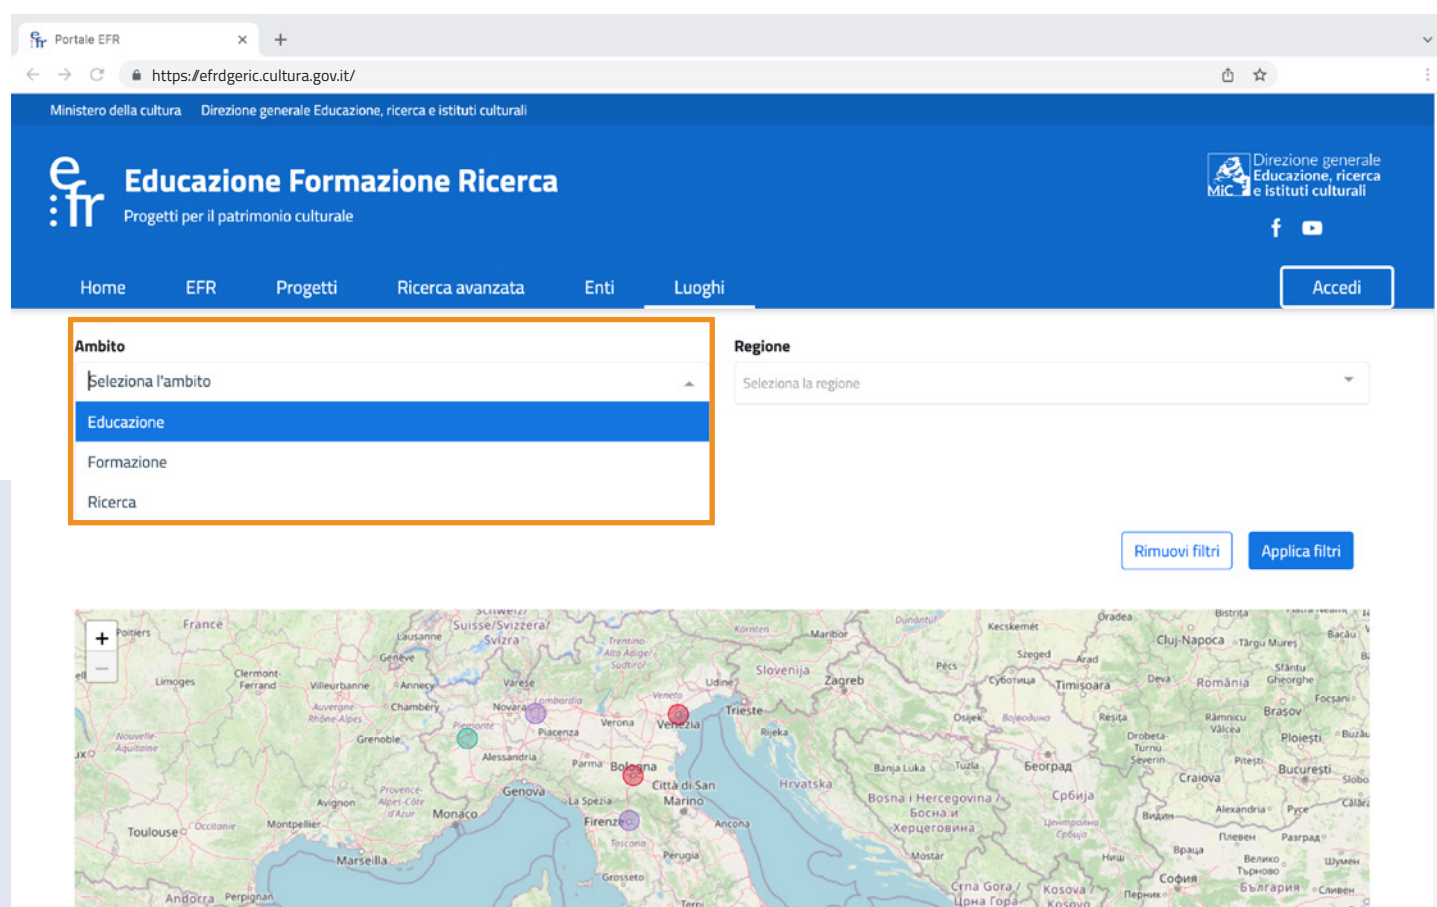 Portale EFR
https://efrdgeric.cultura.gov.it/
Ministero della cultura Direzione generale Educazione, ricerca e istituti culturali
efr
Educazione Formazione Ricerca
Progetti per il patrimonio culturale
MiC
Direzione generale
Educazione, ricerca
e istituti culturali
Home EFR Progetti Ricerca avanzata Enti Luoghi Accedi
Ambito
Seleziona l'ambito
Educazione
Formazione
Ricerca
Regione
Seleziona la regione
Rimuovi filtri Applica filtri
+
−
Poitiers
France
Lausanne
Suisse/Svizzera/
Svizra
Genève
Trentino-
Alto Adige/
Südtirol
Kärnten
Maribor
Dunántúl
Kecskemét
Oradea
Bistrița
Cluj-Napoca
Târgu Mureș
Bacău
Limoges
Clermont-
Ferrand
Villeurbanne
Annecy
Varese
Lombardia
Udine
Slovenija
Zagreb
Pécs
Szeged
Arad
Суботица
Timișoara
Deva
România
Sfântu
Gheorghe
Focșani
Auvergne-
Rhône-Alpes
Chambéry
Novara
Veneto
Trieste
Rijeka
Osijek
Војводина
Reșița
Râmnicu
Vâlcea
Brașov
Ploiești
Buzău
Nouvelle-
Aquitaine
Grenoble
Piemonte
Piacenza
Verona
Venezia
Alessandria
Parma
Bologna
Banja Luka
Tuzla
Београд
Drobeta-
Turnu
Severin
Pitești
București
Craiova
Provence-
Alpes-Côte
d'Azur
Avignon
Genova
La Spezia
Città di San
Marino
Hrvatska
Bosna i Hercegovina /
Босна и
Херцеговина
Србија
Централна
Србија
Видин
Alexandria
Русе
Toulouse
Occitanie
Montpellier
Monaco
Firenze
Toscana
Ancona
Плевен
Разград
Marseilla
Perugia
Mostar
Ниш
Враца
Велико
Търново
Шумен
Grosseto
Terni
Crna Gora /
Црна Гора
Kosova /
Kosovo
Перник
София
България
Сливен
Andorra
Perpignan